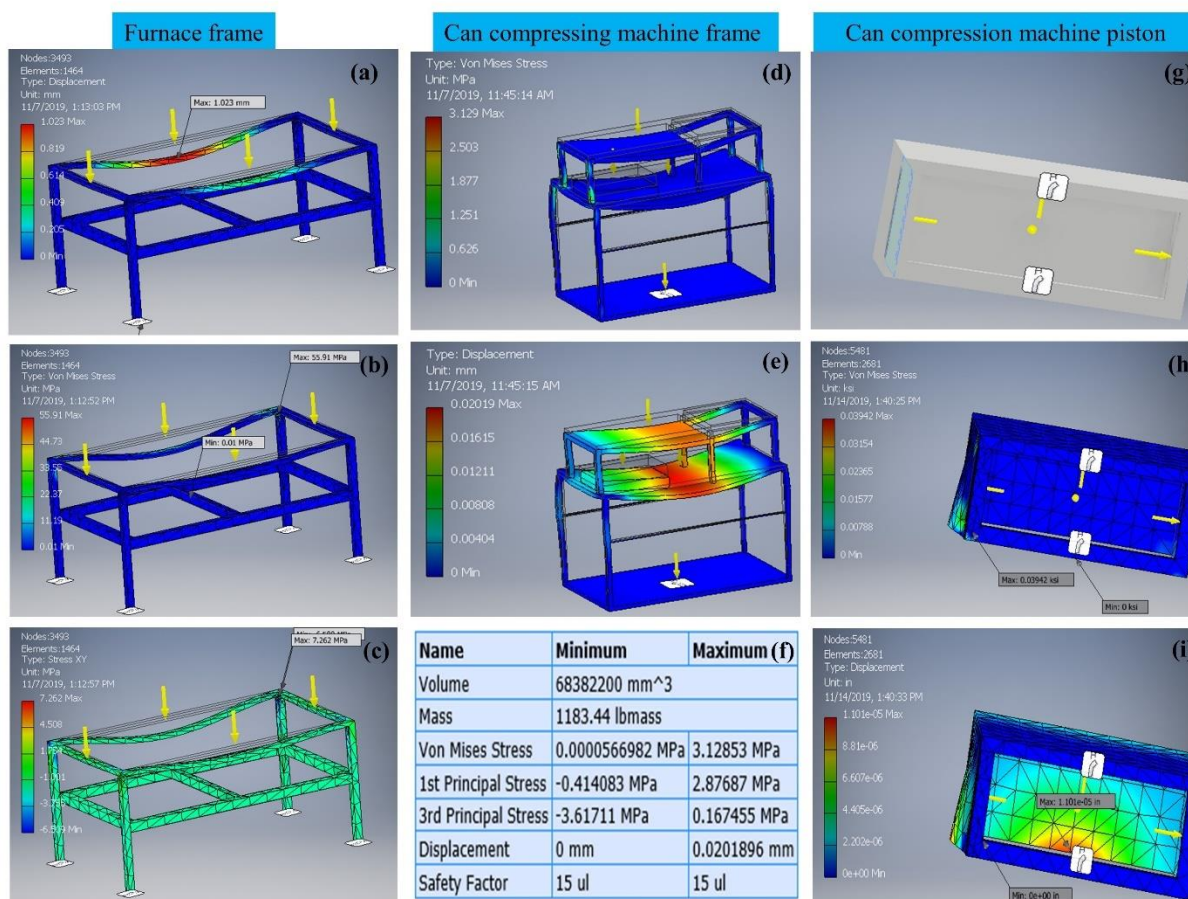 Furnace frame
Can compressing machine frame
Can compression machine piston
Nodes:3493
Elements:1464
Type: Displacement
Unit: mm
11/7/2019, 1:13:03 PM
(a)
Max: 1.023 mm
1.023 Max
0.819
0.614
0.409
0.205
0 Min
Type: Von Mises Stress
Unit: MPa
11/7/2019, 11:45:14 AM
(d)
3.129 Max
2.503
1.877
1.251
0.626
0 Min
(g)
Nodes:3493
Elements:1464
Type: Von Mises Stress
Unit: MPa
11/7/2019, 1:12:52 PM
(b)
Max: 55.91 MPa
Min: 0.01 MPa
55.91 Max
44.73
33.55
22.37
11.19
0.01 Min
Type: Displacement
Unit: mm
11/7/2019, 11:45:15 AM
(e)
0.02019 Max
0.01615
0.01211
0.00808
0.00404
0 Min
Nodes:5481
Elements:2681
Type: Von Mises Stress
Unit: ksi
11/14/2019, 1:40:25 PM
(h)
0.03942 Max
0.03154
0.02365
0.01577
0.00788
0 Min
Max: 0.03942 ksi
Min: 0 ksi
Nodes:3493
Elements:1464
Type: Stress XY
Unit: MPa
11/7/2019, 1:12:57 PM
(c)
Max: 7.262 MPa
7.262 Max
4.508
Name Minimum Maximum (f)
Volume 68382200 mm^3
Mass 1183.44 lbmass
Von Mises Stress 0.0000566982 MPa 3.12853 MPa
1st Principal Stress -0.414083 MPa 2.87687 MPa
3rd Principal Stress -3.61711 MPa 0.167455 MPa
Displacement 0 mm 0.0201896 mm
Safety Factor 15 ul 15 ul
Nodes:5481
Elements:2681
Type: Displacement
Unit: in
11/14/2019, 1:40:33 PM
(i)
1.101e-05 Max
8.81e-06
6.607e-06
4.405e-06
2.202e-06
0e+00 Min
Max: 1.101e-05 in
Min: 0e+00 in